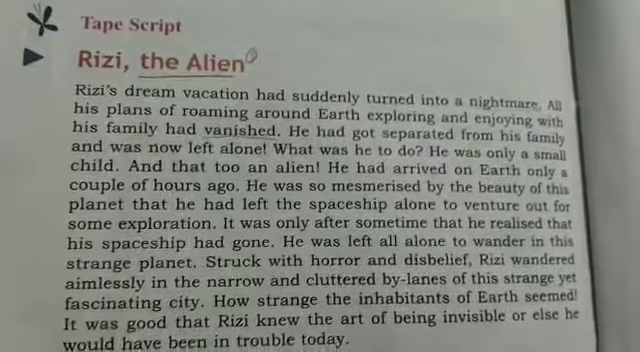 Tape Script
Rizi, the Alien
Rizi's dream vacation had suddenly turned into a nightmare. All
his plans of roaming around Earth exploring and enjoying with
his family had vanished. He had got separated from his family
and was now left alone! What was he to do? He was only a small
child. And that too an alien! He had arrived on Earth only a
couple of hours ago. He was so mesmerised by the beauty of this
planet that he had left the spaceship alone to venture out for
some exploration. It was only after sometime that he realised that
his spaceship had gone. He was left all alone to wander in this
strange planet. Struck with horror and disbelief, Rizi wandered
aimlessly in the narrow and cluttered by-lanes of this strange yet
fascinating city. How strange the inhabitants of Earth seemed!
It was good that Rizi knew the art of being invisible or else he
would have been in trouble today.